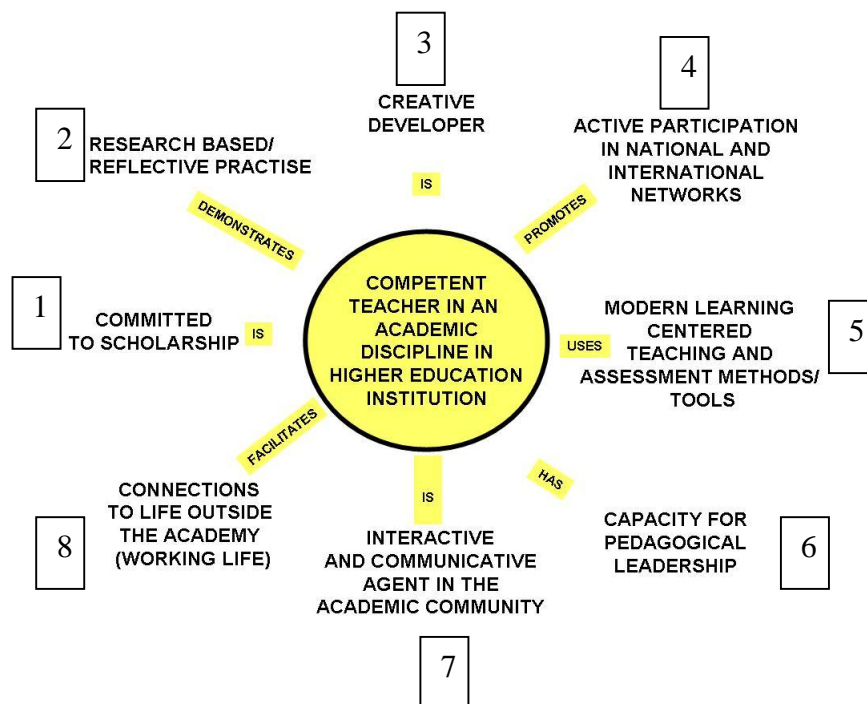 3
CREATIVE
DEVELOPER
IS
4
ACTIVE PARTICIPATION
IN NATIONAL AND
INTERNATIONAL
NETWORKS
PROMOTES
2
RESEARCH BASED/
REFLECTIVE PRACTISE
DEMONSTRATES
COMPETENT
TEACHER IN AN
ACADEMIC
DISCIPLINE IN
HIGHER EDUCATION
INSTITUTION
1
COMMITTED
TO SCHOLARSHIP
IS
USES
MODERN LEARNING
CENTERED
TEACHING AND
ASSESSMENT METHODS/
TOOLS
5
FACILITATES
CONNECTIONS
TO LIFE OUTSIDE
THE ACADEMY
(WORKING LIFE)
8
IS
INTERACTIVE
AND COMMUNICATIVE
AGENT IN THE
ACADEMIC COMMUNITY
7
HAS
CAPACITY FOR
PEDAGOGICAL
LEADERSHIP
6